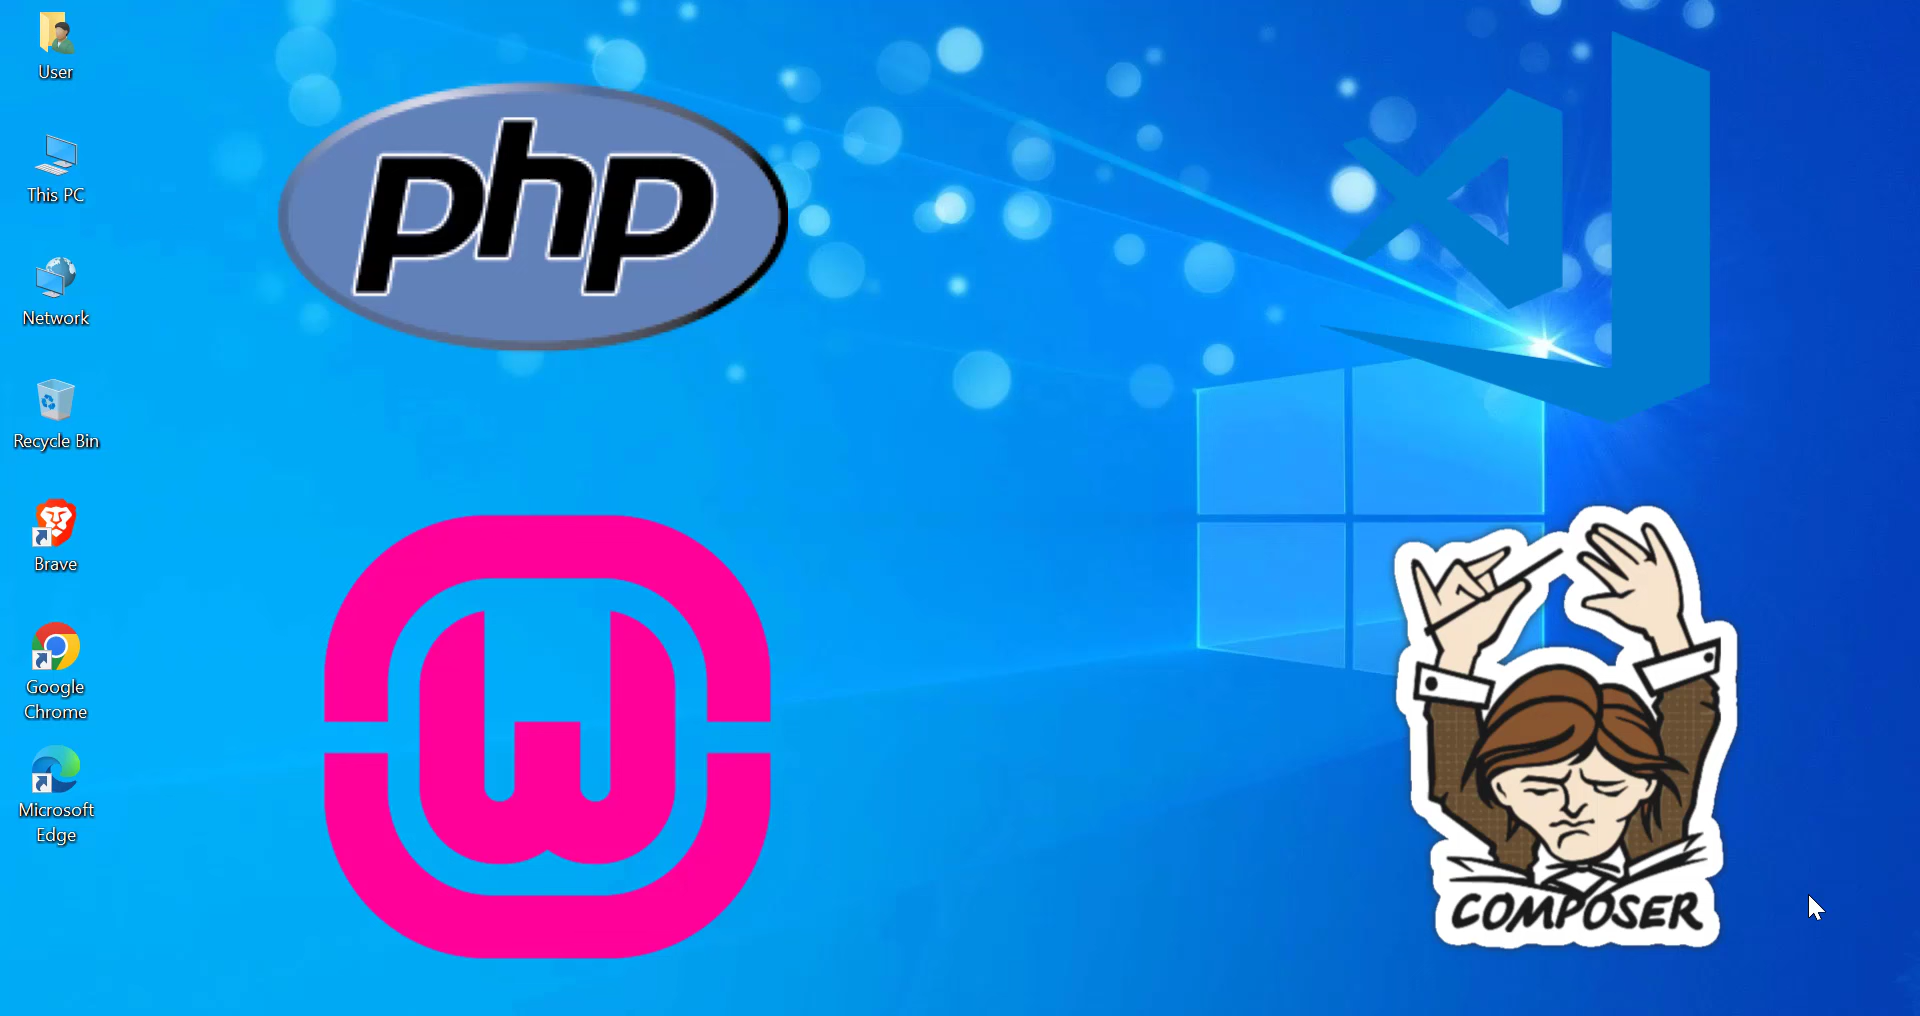 User
This PC
Network
Recycle Bin
Brave
Google
Chrome
Microsoft
Edge
php
W
COMPOSER